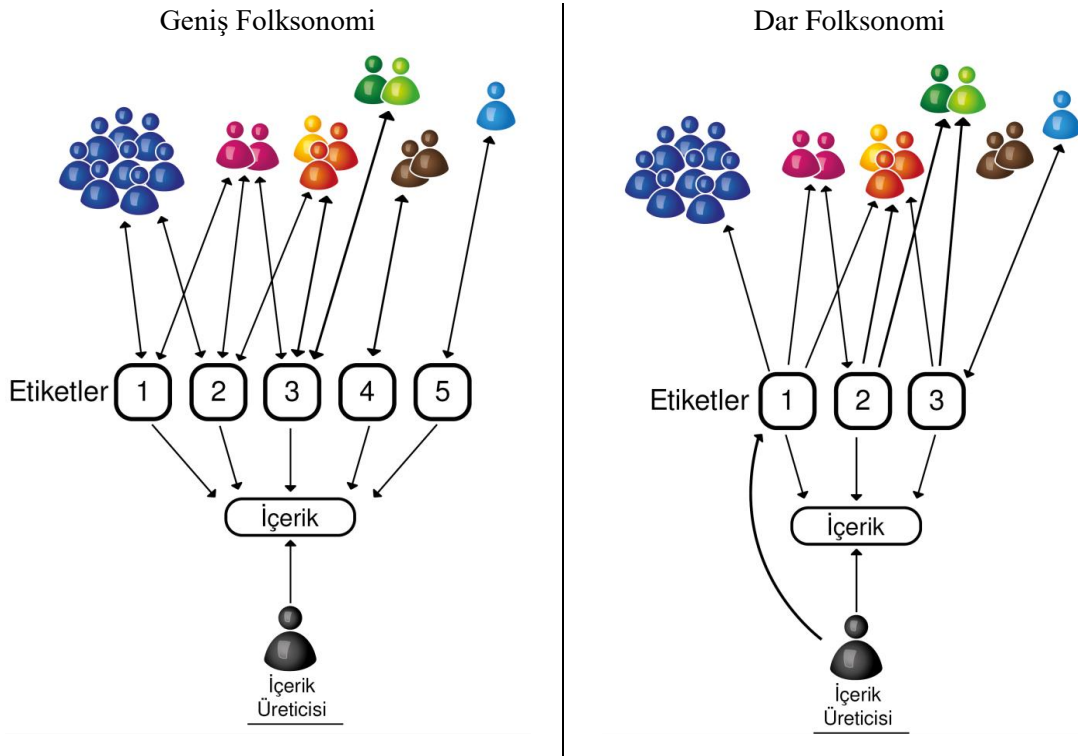 Geniş Folksonomi
Etiketler 1 2 3 4 5
İçerik
İçerik
Üreticisi
Dar Folksonomi
Etiketler 1 2 3
İçerik
İçerik
Üreticisi